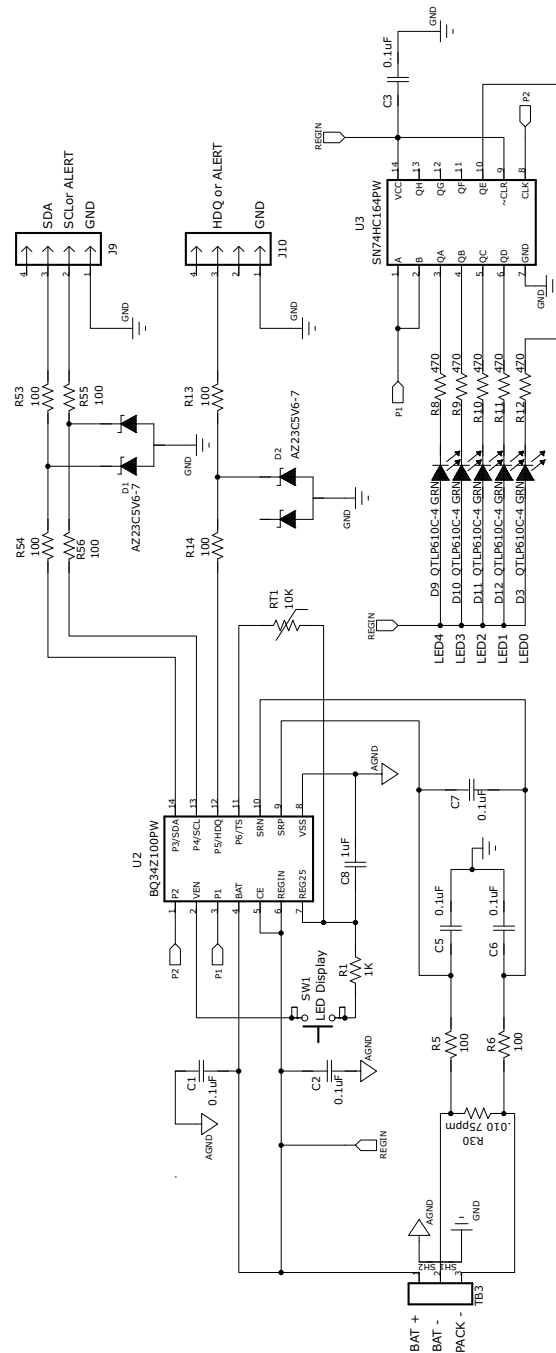 GND
0.1uF
C3
REGIN
P2
U3
SN74HC164PW
14 VCC
13 QH
12 QG
11 QF
10 QE
9 ~CLR
8 CLK
1 A
2 B
3 QA
4 QB
5 QC
6 QD
7 GND
GND
P1
R8 470
R9 470
R10 470
R11 470
R12 470
D9 QTLP610C-4 GRN
D10 QTLP610C-4 GRN
D11 QTLP610C-4 GRN
D12 QTLP610C-4 GRN
D3 QTLP610C-4 GRN
REGIN
LED4
LED3
LED2
LED1
LED0
SDA
SCLor ALERT
GND
J9
4
3
2
1
GND
HDQ or ALERT
GND
J10
4
3
2
1
GND
R53
100
R55
100
R54
100
R56
100
D1
AZ23C5V6-7
GND
R13
100
R14
100
D2
AZ23C5V6-7
GND
RT1
10K
U2
BQ34Z100PW
14 P3/SDA
13 P4/SCL
12 P5/HDQ
11 P6/TS
10 SRN
9 SRP
8 VSS
1 P2
2 VEN
3 P1
4 BAT
5 CE
6 REGIN
7 REG25
P2
P1
AGND
C8 1uF
R1
1K
SW1
LED Display
C1
0.1uF
AGND
C2
0.1uF
AGND
REGIN
C7
0.1uF
C5
0.1uF
C6
0.1uF
R5
100
R6
100
R30
.010 75ppm
AGND
GND
SH2
SH1
1
2
3
TB3
BAT +
BAT -
PACK -